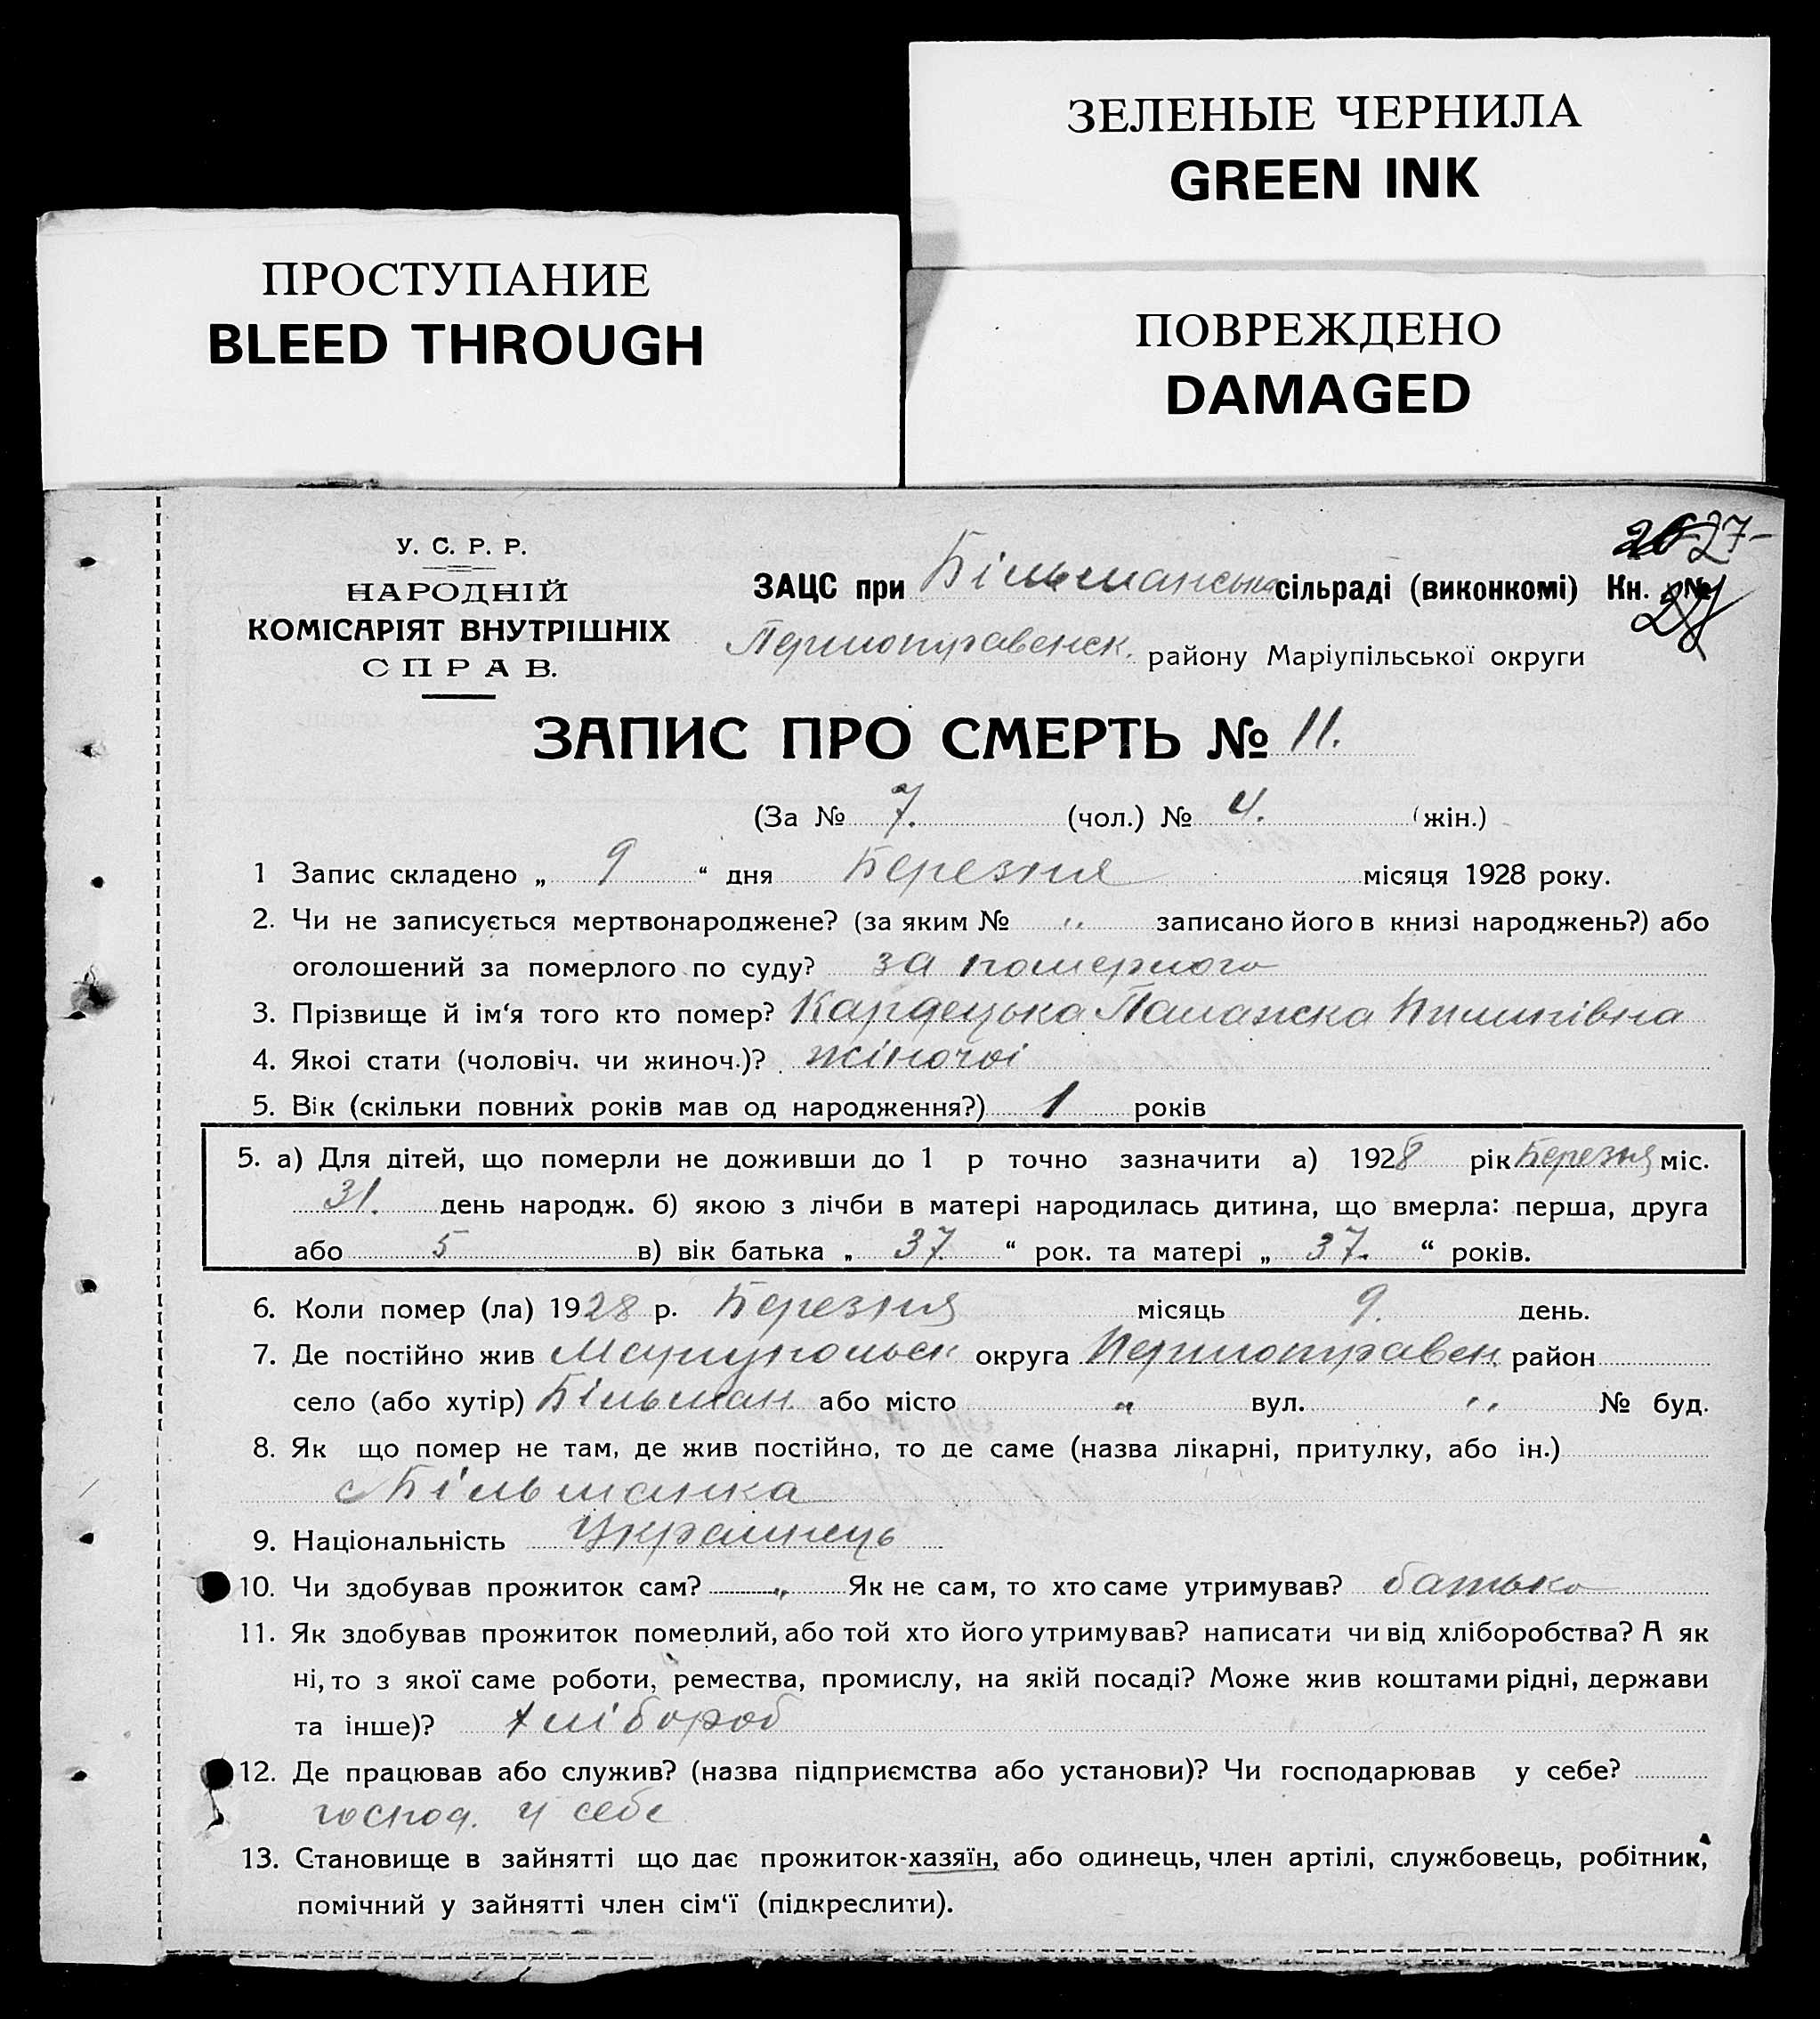 ЗЕЛЕНЫЕ ЧЕРНИЛА
GREEN INK
ПРОСТУПАНИЕ
BLEED THROUGH
ПОВРЕЖДЕНО
DAMAGED
27
У. С. Р. Р.
НАРОДНІЙ
КОМІСАРІЯТ ВНУТРІШНІХ
СПРАВ.
ЗАЦС при Більманська сільраді (виконкомі) Кн. №
Першотравенск. району Маріупільської округи
ЗАПИС ПРО СМЕРТЬ № 11.
(За № 7. (чол.) № 4. (жін.)
1 Запис складено „ 9 “ дня Березня місяця 1928 року.
2. Чи не записується мертвонароджене? (за яким № „ записано його в книзі народжень?) або
оголошений за померлого по суду? за померлого
3. Прізвище й ім‘я того кто помер? Кардецька Палажка Пилипівна
4. Якоі стати (чоловіч. чи жиноч.)? жіночоі
5. Вік (скільки повних років мав од народження?) 1 років
5. а) Для дітей, що померли не доживши до 1 р точно зазначити а) 1928 рік Березня міс.
31. день народж. б) якою з лічби в матері народилась дитина, що вмерла: перша, друга
або 5 в) вік батька „ 37. “ рок. та матері „ 37. “ років.
6. Коли помер (ла) 1928 р. Березня місяць 9. день.
7. Де постійно жив Мариупольск округа Першотравен. район
село (або хутір) Більман. або місто „ вул. „ № буд.
8. Як що помер не там, де жив постійно, то де саме (назва лікарні, притулку, або ін.)
с Більманка
9. Національність Украинець
10. Чи здобував прожиток сам? „ Як не сам, то хто саме утримував? батько
11. Як здобував прожиток померлий, або той хто його утримував? написати чи від хліборобства? А як
ні, то з якої саме роботи, ремества, промислу, на якій посаді? Може жив коштами рідні, держави
та інше)? хлібороб
12. Де працював або служив? (назва підприємства або установи)? Чи господарював у себе?
господ. у себе
13. Становище в зайнятті що дає прожиток-хазяїн, або одинець, член артілі, службовець, робітник,
помічний у зайнятті член сім‘ї (підкреслити).